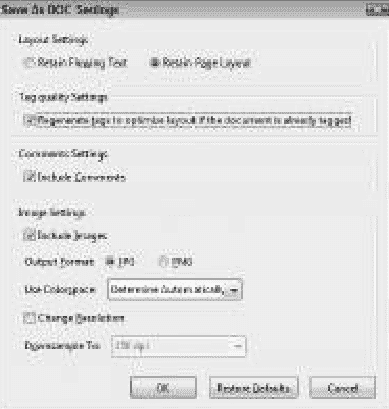 Save As DOC Settings
Layout Settings
Retain Flowing Text
Retain Page Layout
Tag quality Settings
Regenerate tags to optimize layout if the document is already tagged
Comments Settings
Include Comments
Image Settings
Include Images
Output Format: JPG PNG
Use Colorspace: Determine Automatically
Change Resolution
Downsample To: 150 dpi
OK Restore Defaults Cancel